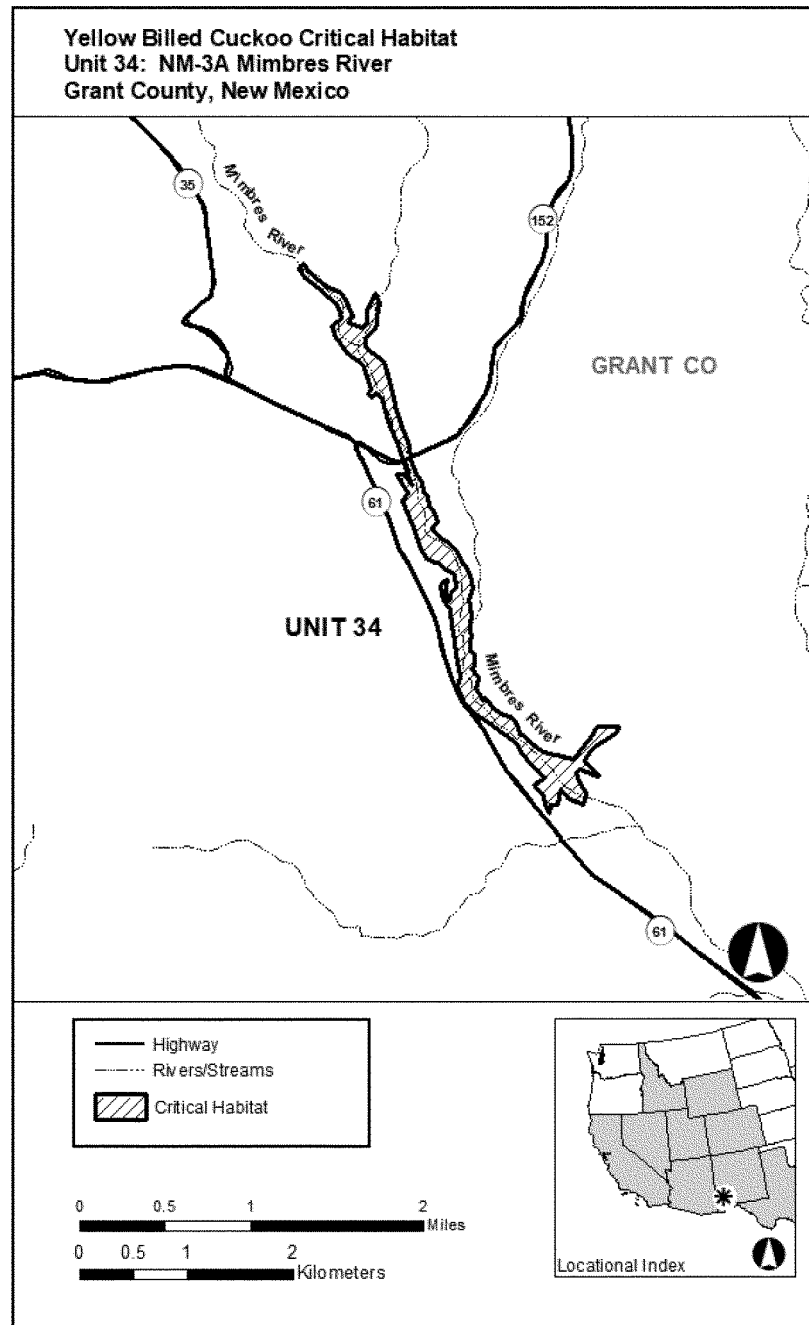 Yellow Billed Cuckoo Critical Habitat
Unit 34: NM-3A Mimbres River
Grant County, New Mexico
35
Mimbres River
152
GRANT CO
61
UNIT 34
Mimbres River
61
Highway
Rivers/Streams
Critical Habitat
0 0.5 1 2
Miles
0 0.5 1 2
Kilometers
Locational Index